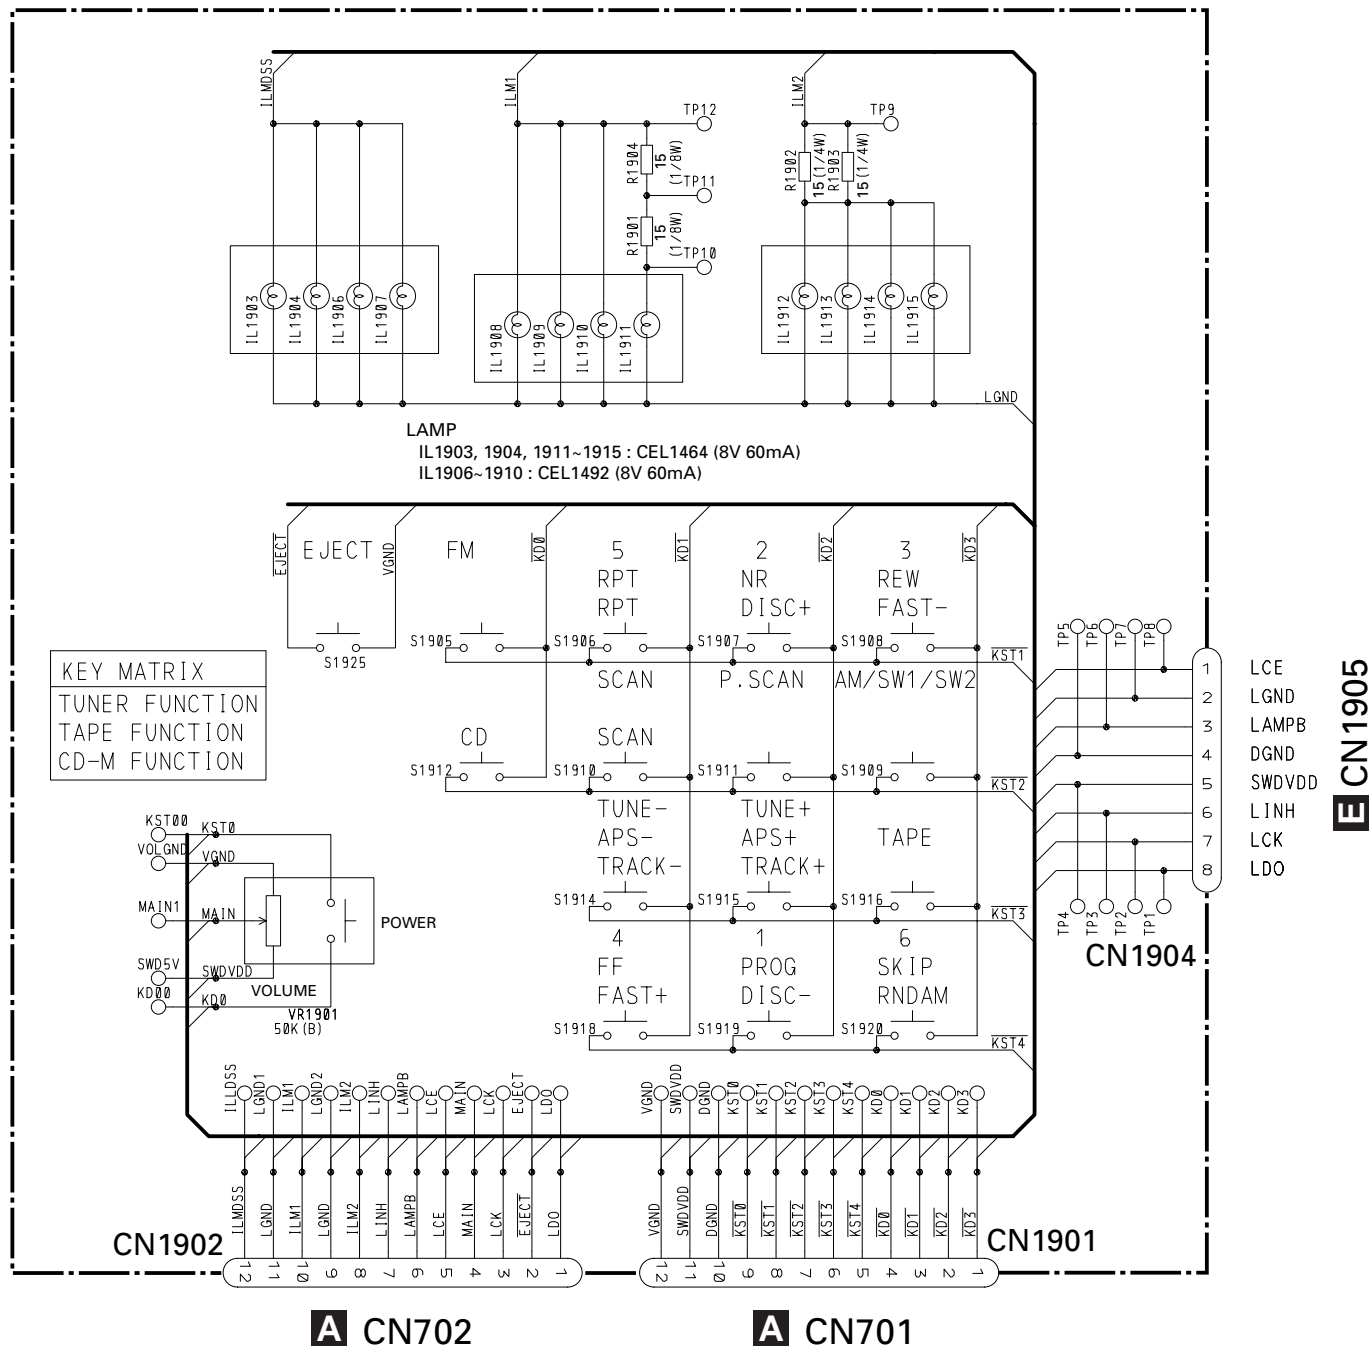 ILMDSS
ILM1
ILM2
TP12
TP9
R1904
15
(1/8W)
R1902
15(1/4W)
R1903
15(1/4W)
TP11
R1901
15
(1/8W)
TP10
IL1903
IL1904
IL1906
IL1907
IL1908
IL1909
IL1910
IL1911
IL1912
IL1913
IL1914
IL1915
LGND
LAMP
IL1903, 1904, 1911~1915 : CEL1464 (8V 60mA)
IL1906~1910 : CEL1492 (8V 60mA)
EJECT
EJECT
VGND
FM
KD0
5
RPT
RPT
KD1
2
NR
DISC+
KD2
3
REW
FAST-
KD3
S1925
S1905
S1906
S1907
S1908
KST1
KEY MATRIX
TUNER FUNCTION
TAPE FUNCTION
CD-M FUNCTION
SCAN
P.SCAN
AM/SW1/SW2
CD
SCAN
S1912
S1910
S1911
S1909
KST2
TUNE-
APS-
TRACK-
TUNE+
APS+
TRACK+
TAPE
S1914
S1915
S1916
KST3
4
FF
FAST+
1
PROG
DISC-
6
SKIP
RNDAM
S1918
S1919
S1920
KST4
KST00
KST0
VOLGND
VGND
MAIN1
MAIN
SWD5V
SWDVDD
KD00
KD0
POWER
VOLUME
VR1901
50K(B)
TP5
TP6
TP7
TP8
1 LCE
2 LGND
3 LAMPB
4 DGND
5 SWDVDD
6 LINH
7 LCK
8 LDO
TP4
TP3
TP2
TP1
CN1904
E CN1905
ILLDSS
LGND1
ILM1
LGND2
ILM2
LINH
LAMPB
LCE
MAIN
LCK
EJECT
LDO
VGND
SWDVDD
DGND
KST0
KST1
KST2
KST3
KST4
KD0
KD1
KD2
KD3
ILMDSS
LGND
ILM1
LGND
ILM2
LINH
LAMPB
LCE
MAIN
LCK
EJECT
LDO
VGND
SWDVDD
DGND
KST0
KST1
KST2
KST3
KST4
KD0
KD1
KD2
KD3
CN1902
12 11 10 9 8 7 6 5 4 3 2 1
CN1901
12 11 10 9 8 7 6 5 4 3 2 1
A CN702
A CN701